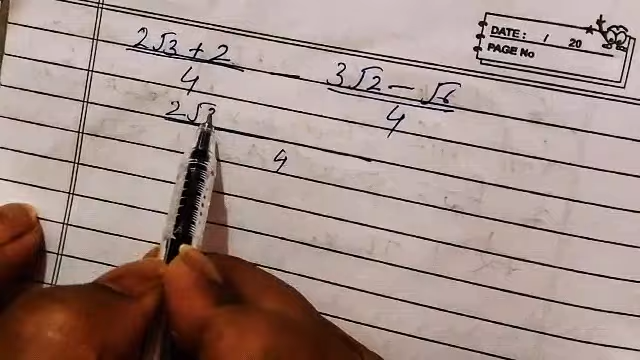 DATE: / 20
PAGE No
2√3 + 2 — 3√2 - √6
4 4
2√3
4